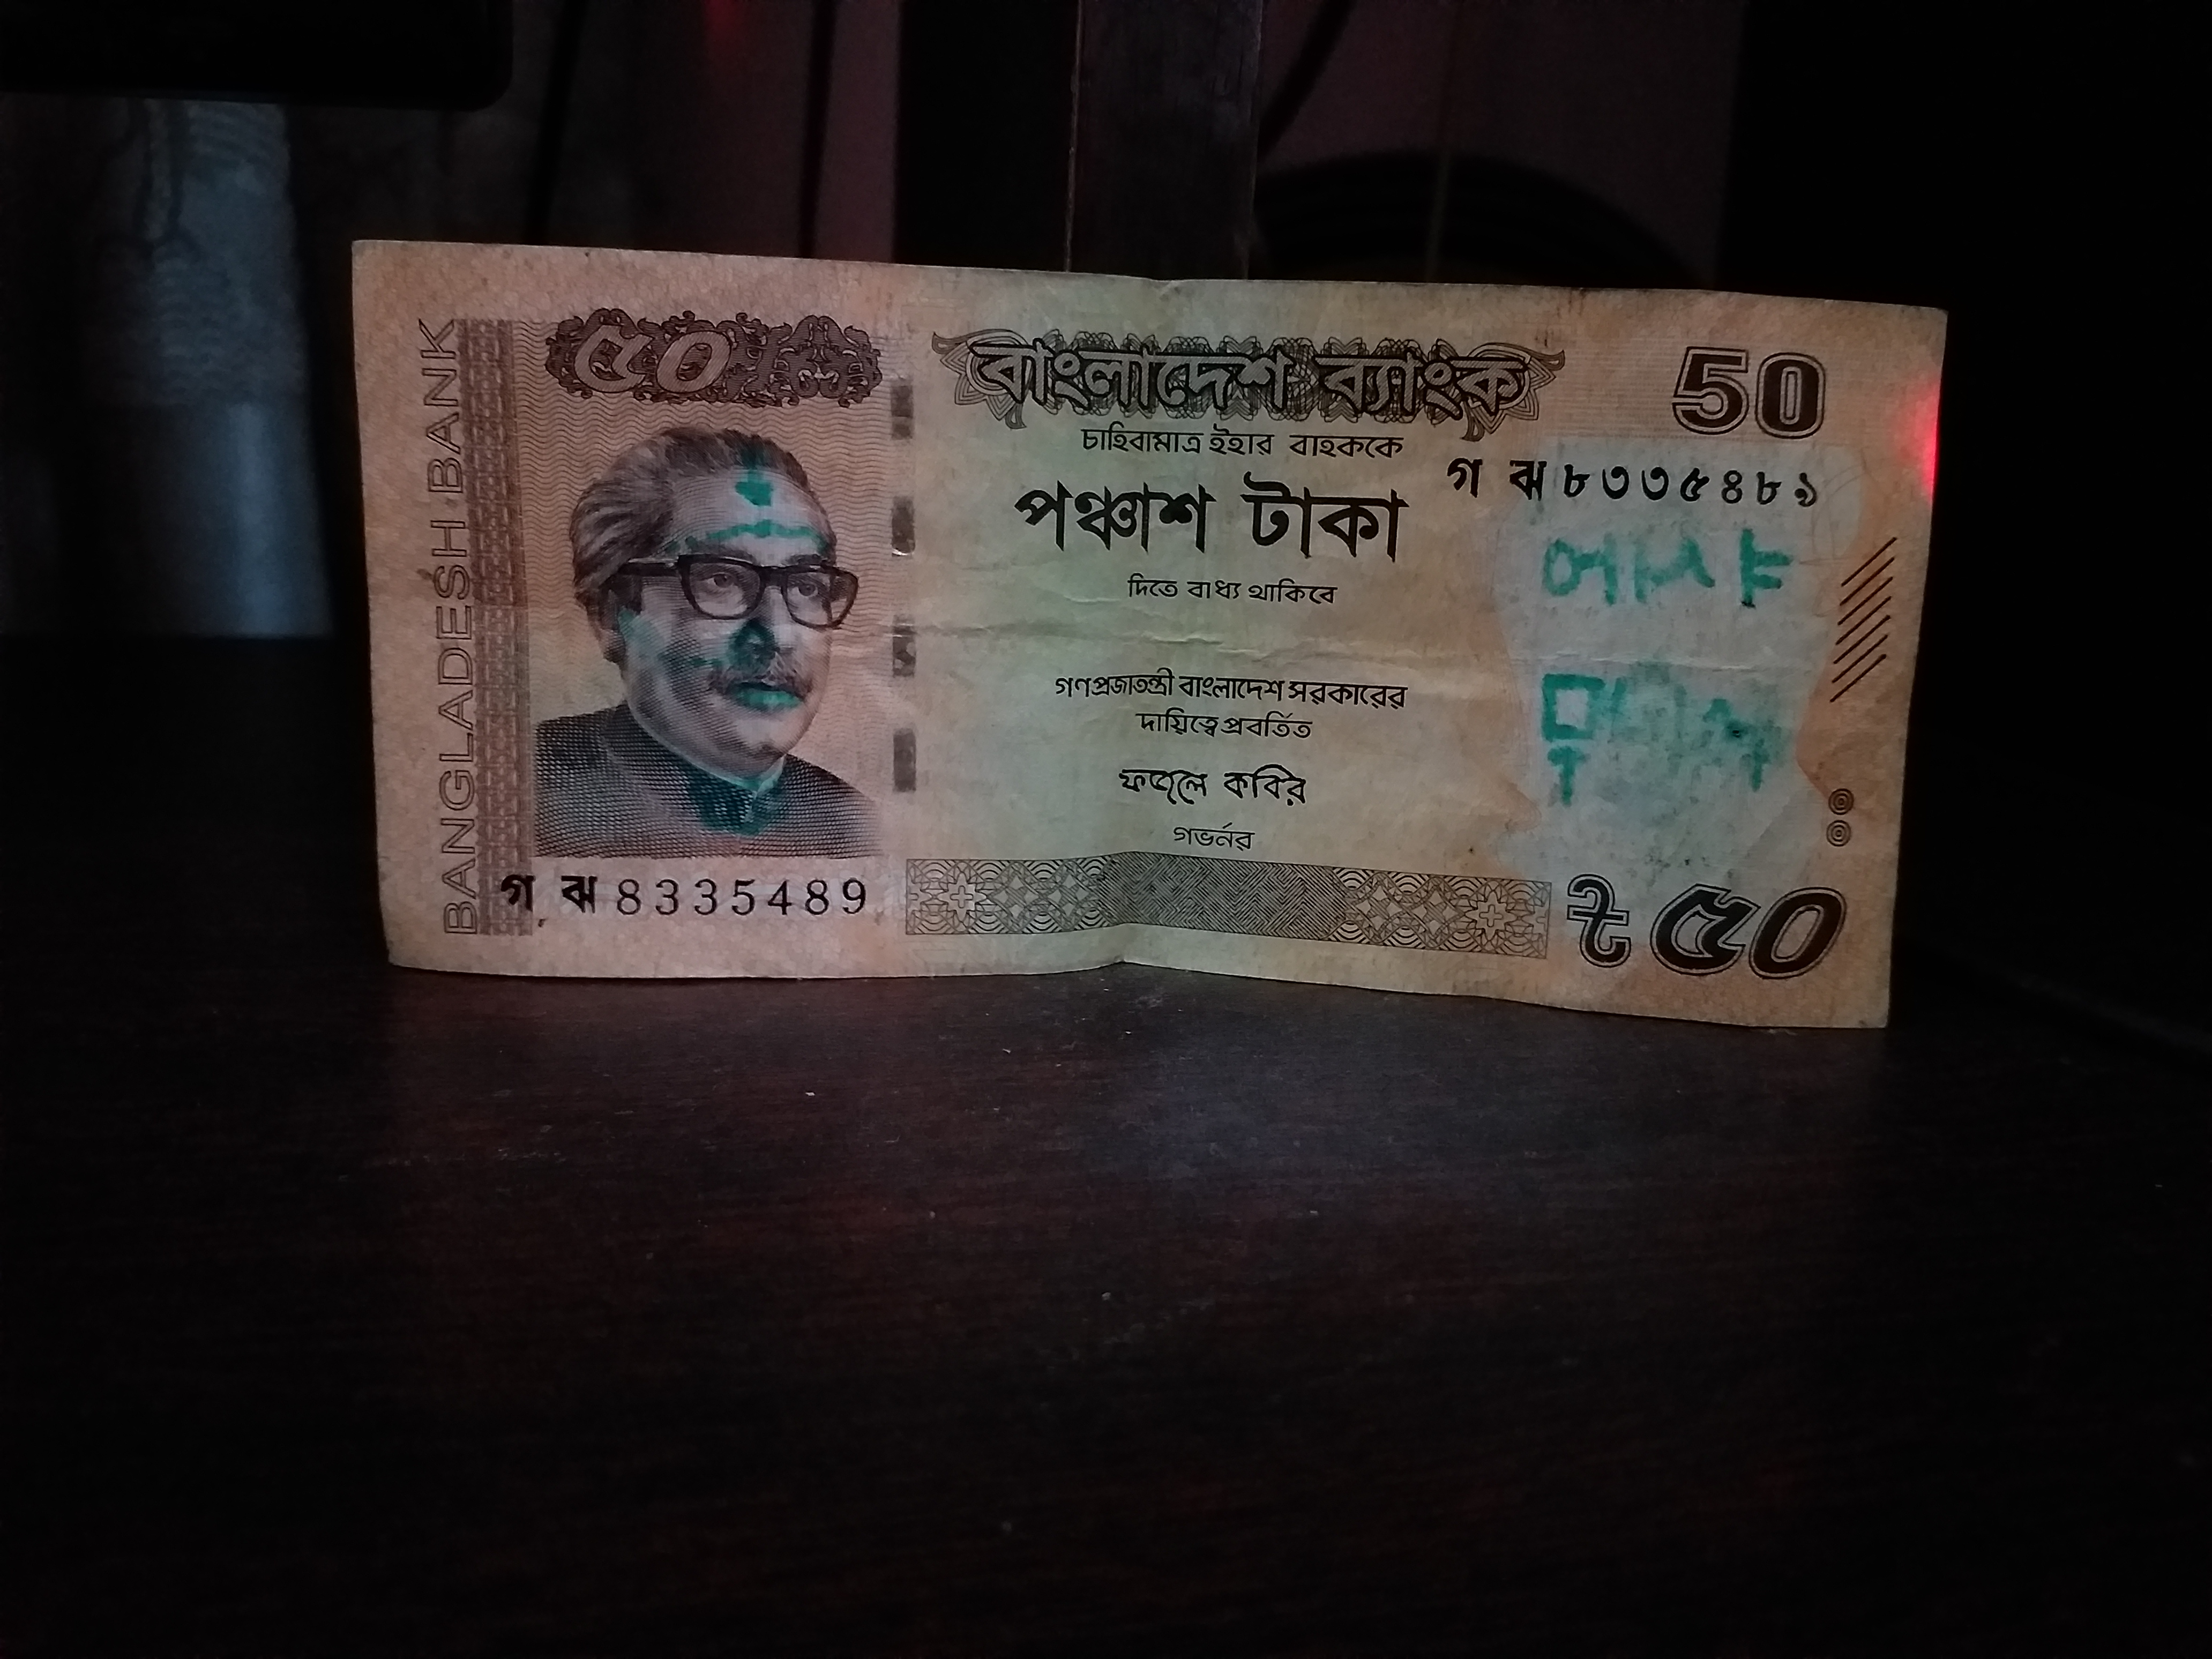 BANGLADESH BANK
৫০
বাংলাদেশ ব্যাংক
50
চাহিবামাত্র ইহার বাহককে
গ ঝ ৮৩৩৫৪৮৯
পঞ্চাশ টাকা
দিতে বাধ্য থাকিবে
গণপ্রজাতন্ত্রী বাংলাদেশ সরকারের
দায়িত্বে প্রবর্তিত
ফজলে কবির
গভর্নর
গ ঝ 8335489
৳ ৫০